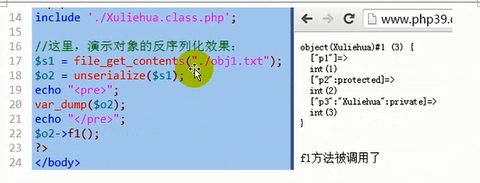 14 include './Xuliehua.class.php';
15
16 //这里，演示对象的反序列化效果：
17 $s1 = file_get_contents("./obj1.txt");
18 $o2 = unserialize($s1);
19 echo "<pre>";
20 var_dump($o2);
21 echo "</pre>";
22 $o2->f1();
23 ?>
24 </body>
www.php39.
object(Xuliehua)#1 (3) {
["p1"]=>
int(1)
["p2":protected]=>
int(2)
["p3":"Xuliehua":private]=>
int(3)
}
f1方法被调用了